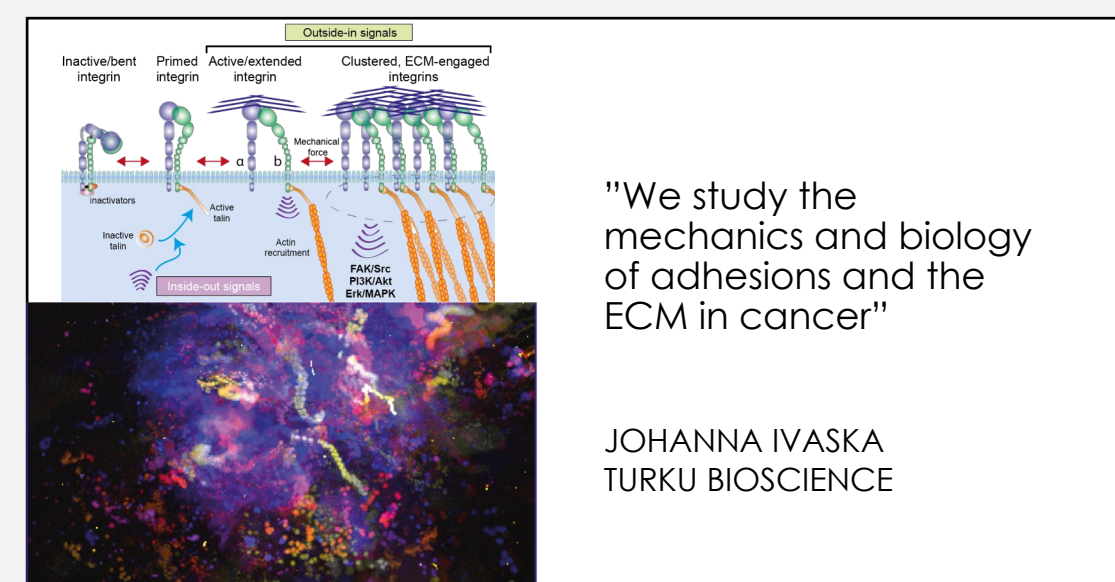 Outside-in signals
Inactive/bent
integrin
Primed
integrin
Active/extended
integrin
Clustered, ECM-engaged
integrins
Mechanical
force
α
b
inactivators
Active
talin
Inactive
talin
Actin
recruitment
Inside-out signals
FAK/Src
PI3K/Akt
Erk/MAPK
”We study the
mechanics and biology
of adhesions and the
ECM in cancer”
JOHANNA IVASKA
TURKU BIOSCIENCE